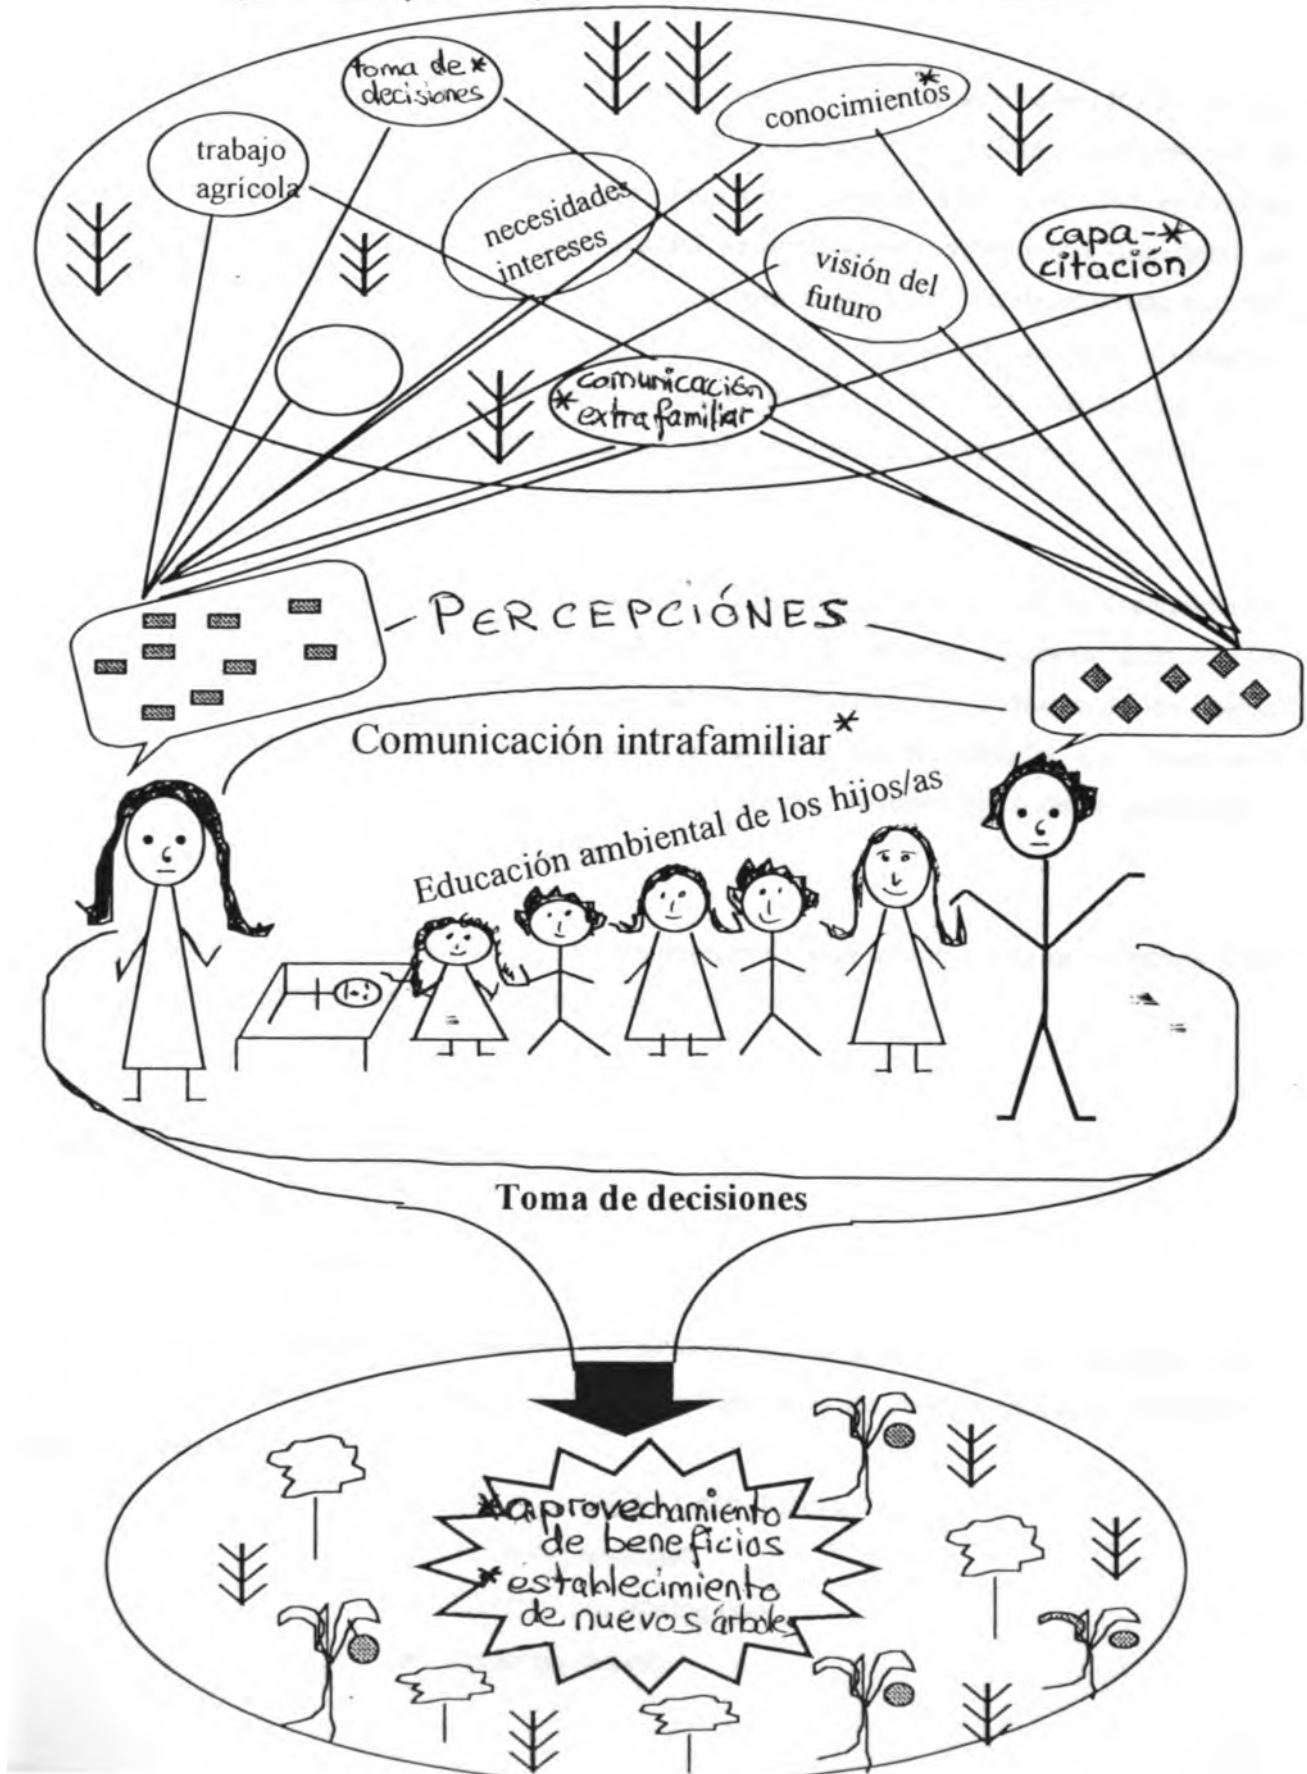 toma de *
decisiones
conocimientos *
trabajo
agrícola
necesidades
intereses
capa-*
citación
visión del
futuro
comunicación
* extrafamiliar
PERCEPCIÓNES
Comunicación intrafamiliar *
Educación ambiental de los hijos/as
Toma de decisiones
*aprovechamiento
de beneficios
* establecimiento
de nuevos árboles